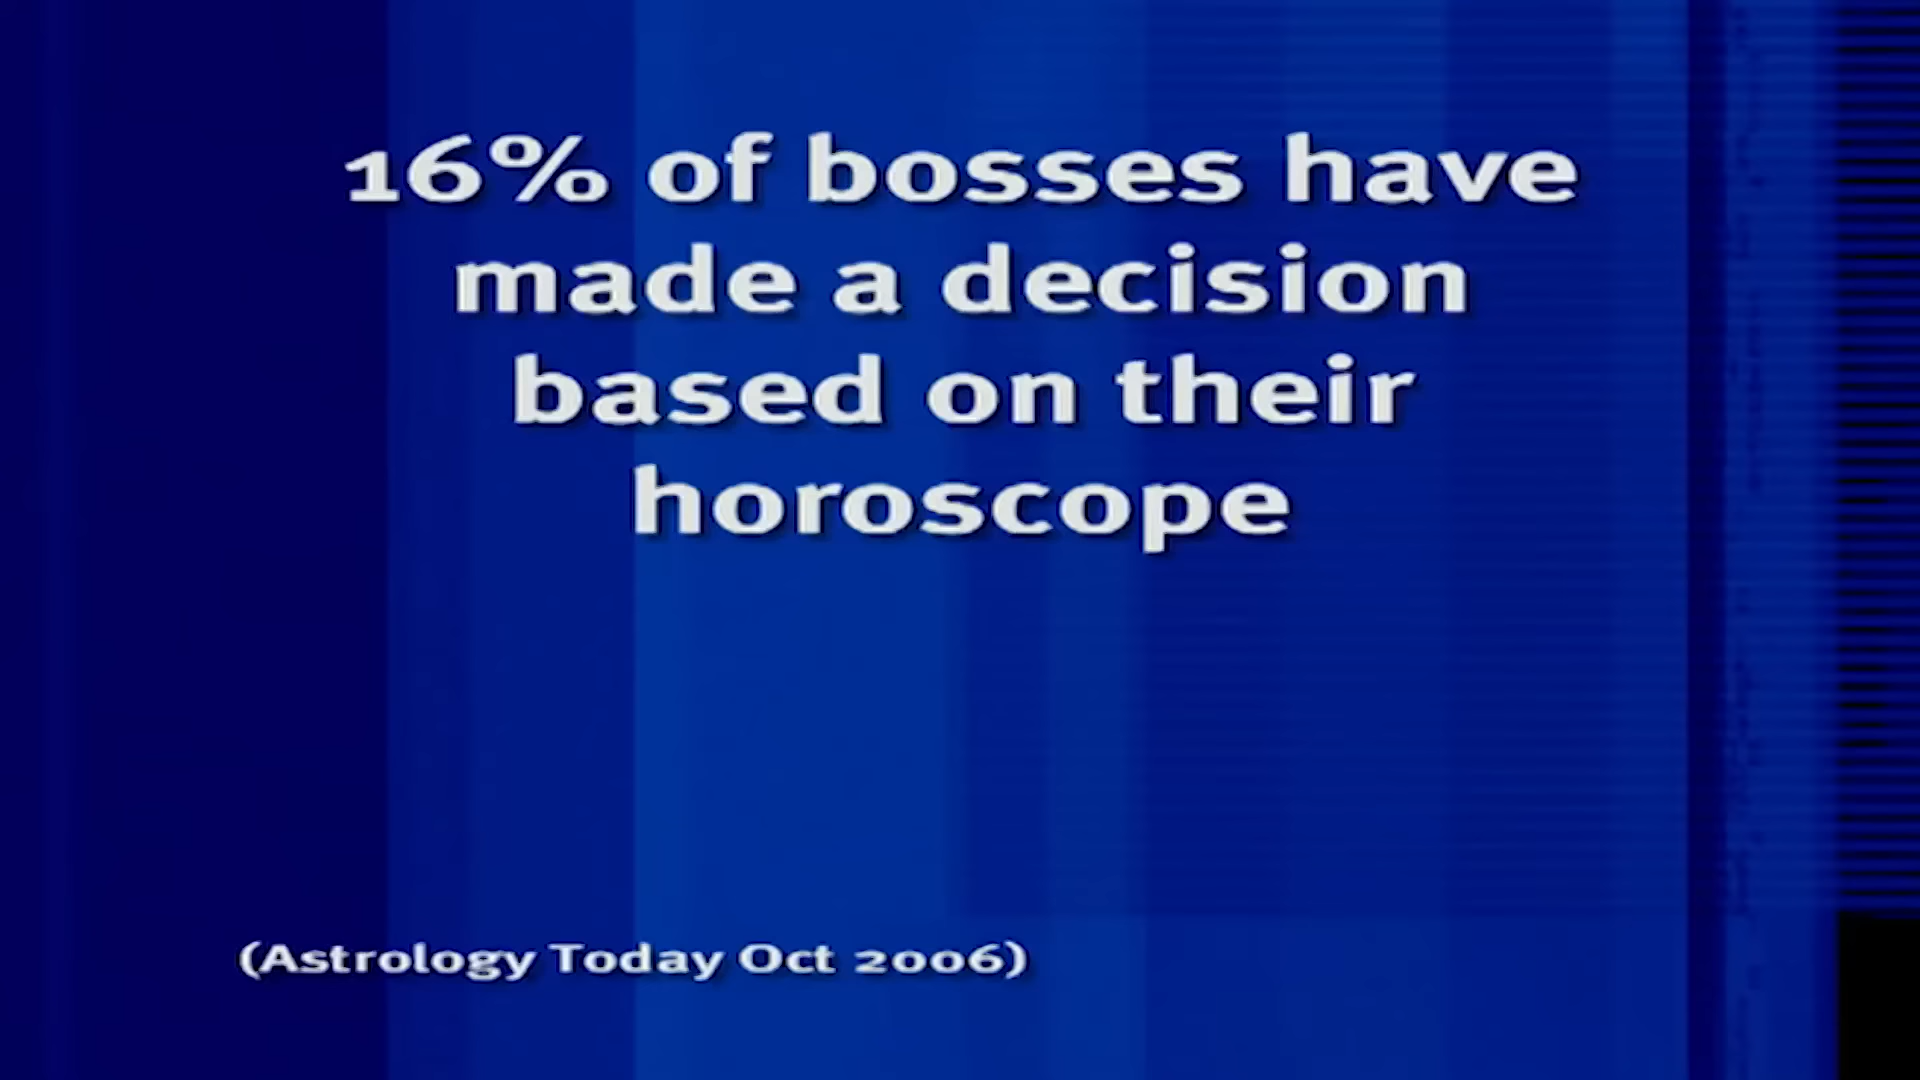 16% of bosses have
made a decision
based on their
horoscope
(Astrology Today Oct 2006)